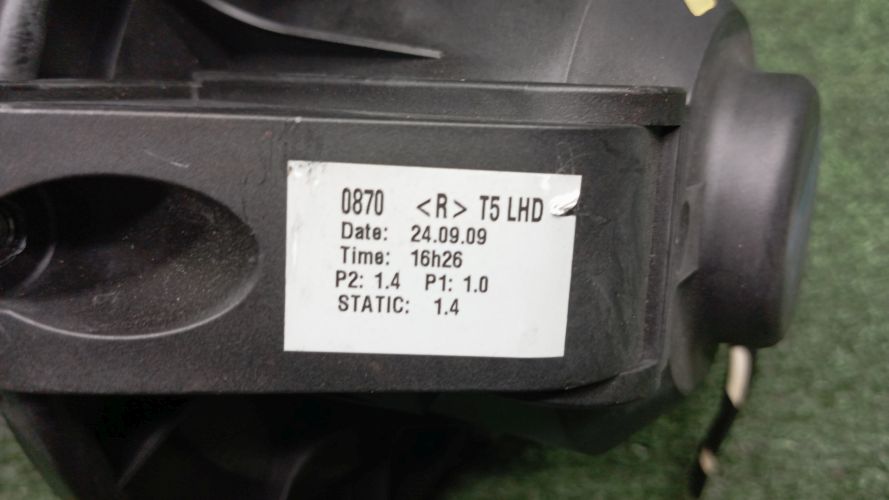 0870 <R> T5 LHD
Date: 24.09.09
Time: 16h26
P2: 1.4 P1: 1.0
STATIC: 1.4